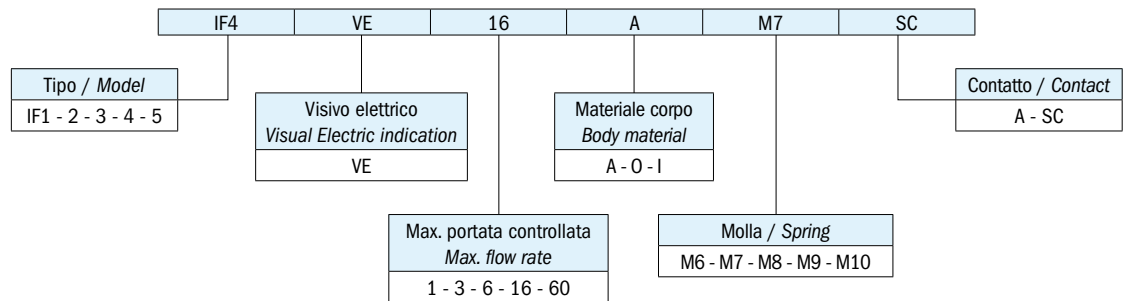 IF4 VE 16 A M7 SC
Tipo / Model
IF1 - 2 - 3 - 4 - 5
Visivo elettrico
Visual Electric indication
VE
Materiale corpo
Body material
A - O - I
Contatto / Contact
A - SC
Max. portata controllata
Max. flow rate
1 - 3 - 6 - 16 - 60
Molla / Spring
M6 - M7 - M8 - M9 - M10